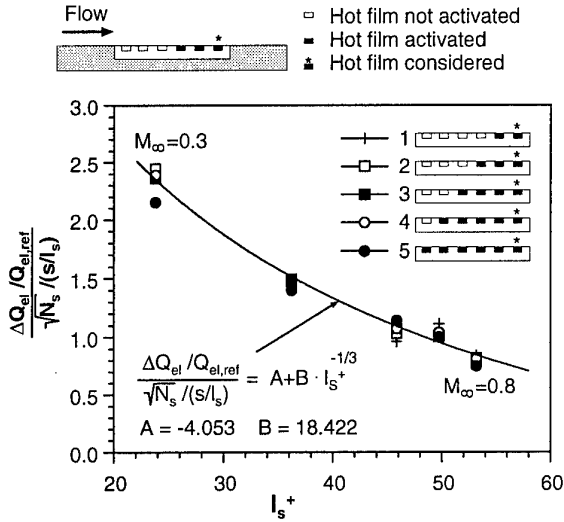 Flow
□ Hot film not activated
■ Hot film activated
*■ Hot film considered
3.0
2.5
2.0
1.5
1.0
0.5
0.0
20
30
40
50
60
ΔQel /Qel,ref
√Ns /(s/ls)
M∞=0.3
1
*
2
*
3
*
4
*
5
*
ΔQel /Qel,ref
√Ns /(s/ls)
= A+B · ls+ -1/3
A = -4.053 B = 18.422
M∞=0.8
ls+